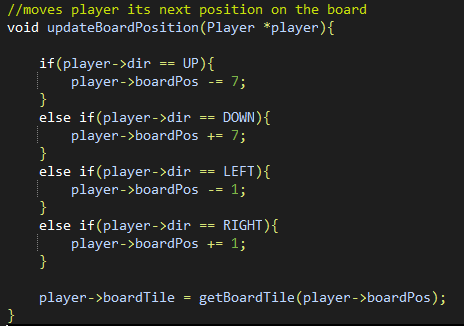 //moves player its next position on the board
void updateBoardPosition(Player *player){
if(player->dir == UP){
player->boardPos -= 7;
}
else if(player->dir == DOWN){
player->boardPos += 7;
}
else if(player->dir == LEFT){
player->boardPos -= 1;
}
else if(player->dir == RIGHT){
player->boardPos += 1;
}
player->boardTile = getBoardTile(player->boardPos);
}